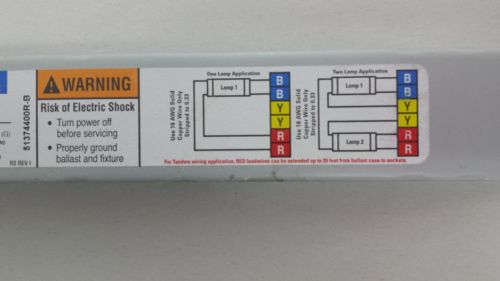 WARNING
Risk of Electric Shock
• Turn power off
before servicing
• Properly ground
ballast and fixture
51374400R-B
(G)
RS REV I
One Lamp Application
Lamp 1
Use 18 AWG Solid
Copper Wire Only
Stripped to 0.33
B
B
Y
Y
R
R
Two Lamp Application
Lamp 1
Lamp 2
Use 18 AWG Solid
Copper Wire Only
Stripped to 0.33
B
B
Y
Y
R
R
For Tandem wiring application, RED leadwires can be extended up to 20 feet from ballast case to sockets.